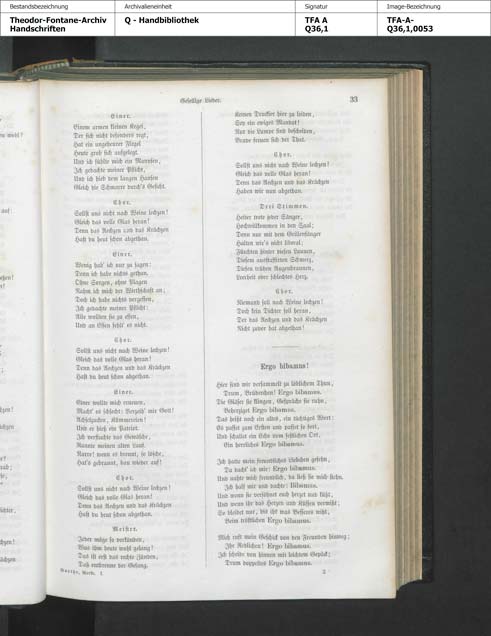 Bestandsbezeichnung
Archivalieneinheit
Signatur
Image-Bezeichnung
Theodor-Fontane-Archiv
Handschriften
Q - Handbibliothek
TFA A
Q36,1
TFA-A-
Q36,1,0053
Gesellige Lieder.
33
Einer.
Einem armen kleinen Kegel,
Der sich nicht besonders regt,
Hat ein ungeheurer Flegel
Heute grob sich aufgelegt.
Und ich fühlte mich ein Mannsen,
Ich gedachte meiner Pflicht,
Und ich hieb dem langen Hansen
Gleich die Schmarre durch's Gesicht.
Chor.
Sollst uns nicht nach Weine lechzen!
Gleich das volle Glas heran!
Denn das Aechzen und das Krächzen
Hast du heut schon abgethan.
Einer.
Wenig hab' ich nur zu sagen:
Denn ich habe nichts gethan.
Ohne Sorgen, ohne Plagen
Nahm ich mich der Wirthschaft an;
Doch ich habe nichts vergessen,
Ich gedachte meiner Pflicht:
Alle wollten sie zu essen,
Und an Essen fehlt' es nicht.
Chor.
Sollst uns nicht nach Weine lechzen!
Gleich das volle Glas heran!
Denn das Aechzen und das Krächzen
Hast du heut schon abgethan.
Einer.
Einer wollte mich erneuen,
Macht' es schlecht: Verzeih' mir Gott!
Achselzucken, Kümmereien!
Und er hieß ein Patriot.
Ich verfluchte das Gewäsche,
Rannte meinen alten Lauf.
Narre! wenn es brennt, so lösche,
Hat's gebrannt, bau wieder auf!
Chor.
Sollst uns nicht nach Weine lechzen!
Gleich das volle Glas heran!
Denn das Aechzen und das Krächzen
Hast du heut schon abgethan.
Meister.
Jeder möge so verkünden,
Was ihm heute wohl gelang!
Das ist erst das rechte Zünden,
Daß entbrenne der Gesang.
Goethe, Werke. 1.
Keinen Druckser hier zu leiden,
Sey ein ewiges Mandat!
Nur die Lumpe sind bescheiden,
Brave freuen sich der That.
Chor.
Sollst uns nicht nach Weine lechzen!
Gleich das volle Glas heran!
Denn das Aechzen und das Krächzen
Haben wir nun abgethan.
Drei Stimmen.
Heiter trete jeder Sänger,
Hochwillkommen in den Saal;
Denn nur mit dem Grillenfänger
Halten wir's nicht liberal;
Fürchten hinter diesen Launen,
Diesem ausstaffirten Schmerz,
Diesen trüben Augenbraunen,
Leerheit oder schlechtes Herz.
Chor.
Niemand soll nach Weine lechzen!
Doch kein Dichter soll heran,
Der das Aechzen und das Krächzen
Nicht zuvor hat abgethan!
Ergo bibamus!
Hier sind wir versammelt zu löblichem Thun,
Drum, Brüderchen! Ergo bibamus.
Die Gläser sie klingen, Gespräche sie ruhn,
Beherziget Ergo bibamus.
Das heißt noch ein altes, ein tüchtiges Wort:
Es passet zum Ersten und passet so fort,
Und schallet ein Echo vom festlichen Ort,
Ein herrliches Ergo bibamus.
Ich hatte mein freundliches Liebchen gesehn,
Da dacht' ich mir: Ergo bibamus.
Und nahte mich freundlich, da ließ sie mich stehn.
Ich half mir und dachte: Bibamus.
Und wenn sie versöhnet euch herzet und küßt,
Und wenn ihr das Herzen und Küssen vermißt;
So bleibet nur, bis ihr was Besseres wißt,
Beim tröstlichen Ergo bibamus.
Mich ruft mein Geschick von den Freunden hinweg;
Ihr Redlichen! Ergo bibamus.
Ich scheide von hinnen mit leichtem Gepäck;
Drum doppeltes Ergo bibamus.